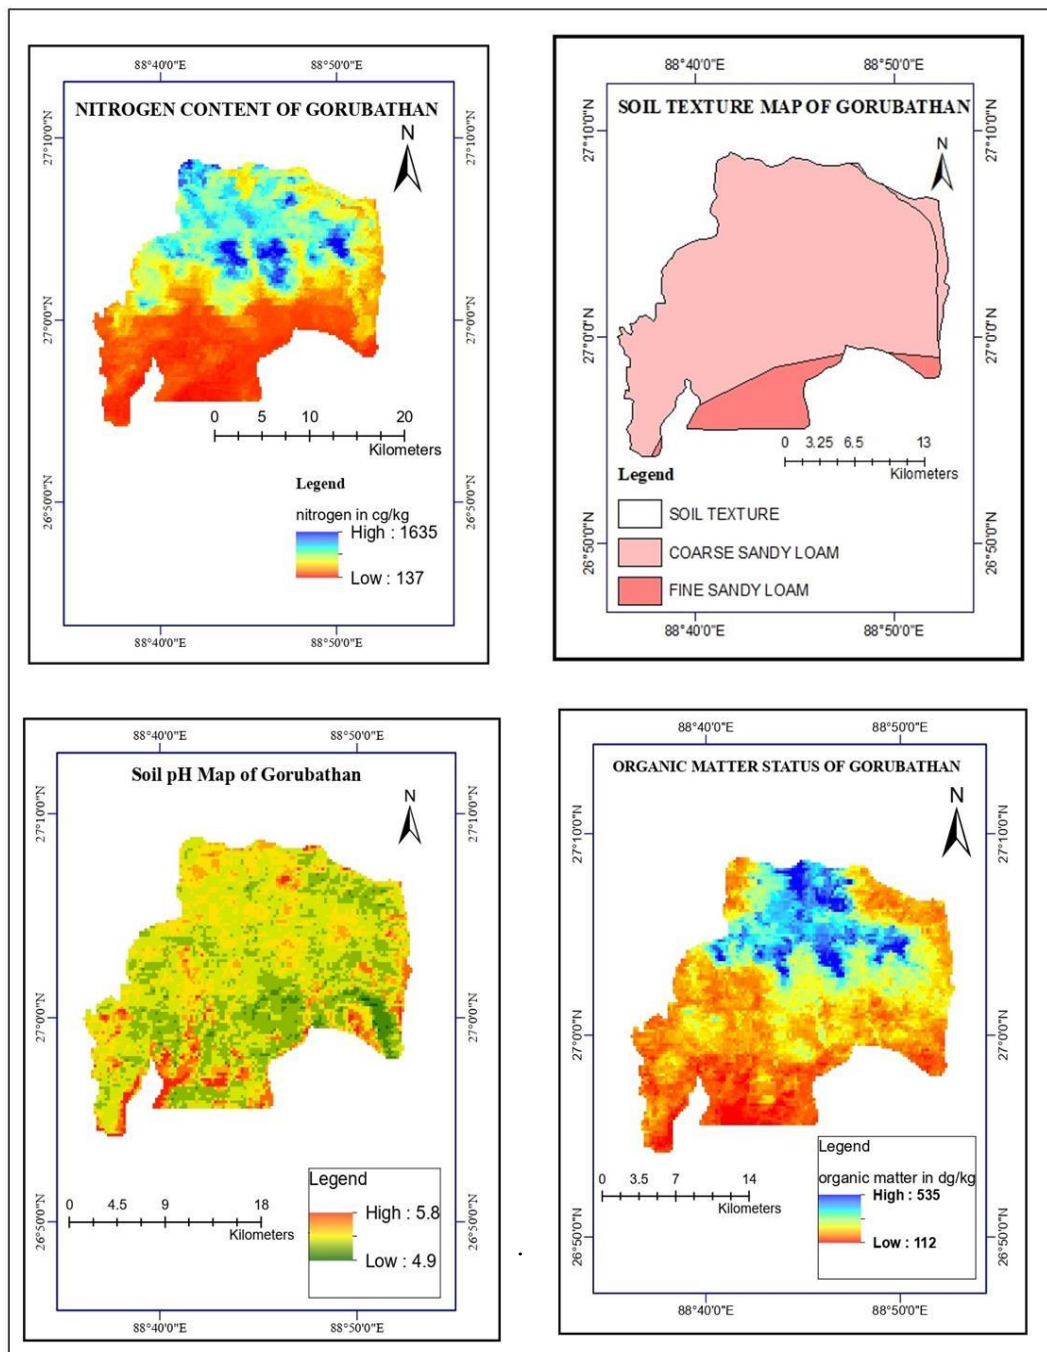 88°40'0"E 88°50'0"E
NITROGEN CONTENT OF GORUBATHAN
N
27°10'0"N 27°10'0"N
27°0'0"N 27°0'0"N
0 5 10 20
Kilometers
Legend
nitrogen in cg/kg
High : 1635
Low : 137
26°50'0"N 26°50'0"N
88°40'0"E 88°50'0"E
88°40'0"E 88°50'0"E
SOIL TEXTURE MAP OF GORUBATHAN
N
27°10'0"N 27°10'0"N
27°0'0"N 27°0'0"N
0 3.25 6.5 13
Kilometers
Legend
SOIL TEXTURE
COARSE SANDY LOAM
FINE SANDY LOAM
26°50'0"N 26°50'0"N
88°40'0"E 88°50'0"E
88°40'0"E 88°50'0"E
Soil pH Map of Gorubathan
N
27°10'0"N 27°10'0"N
27°0'0"N 27°0'0"N
Legend
High : 5.8
Low : 4.9
0 4.5 9 18
Kilometers
26°50'0"N 26°50'0"N
88°40'0"E 88°50'0"E
88°40'0"E 88°50'0"E
ORGANIC MATTER STATUS OF GORUBATHAN
N
27°10'0"N 27°10'0"N
27°0'0"N 27°0'0"N
Legend
organic matter in dg/kg
High : 535
Low : 112
0 3.5 7 14
Kilometers
26°50'0"N 26°50'0"N
88°40'0"E 88°50'0"E